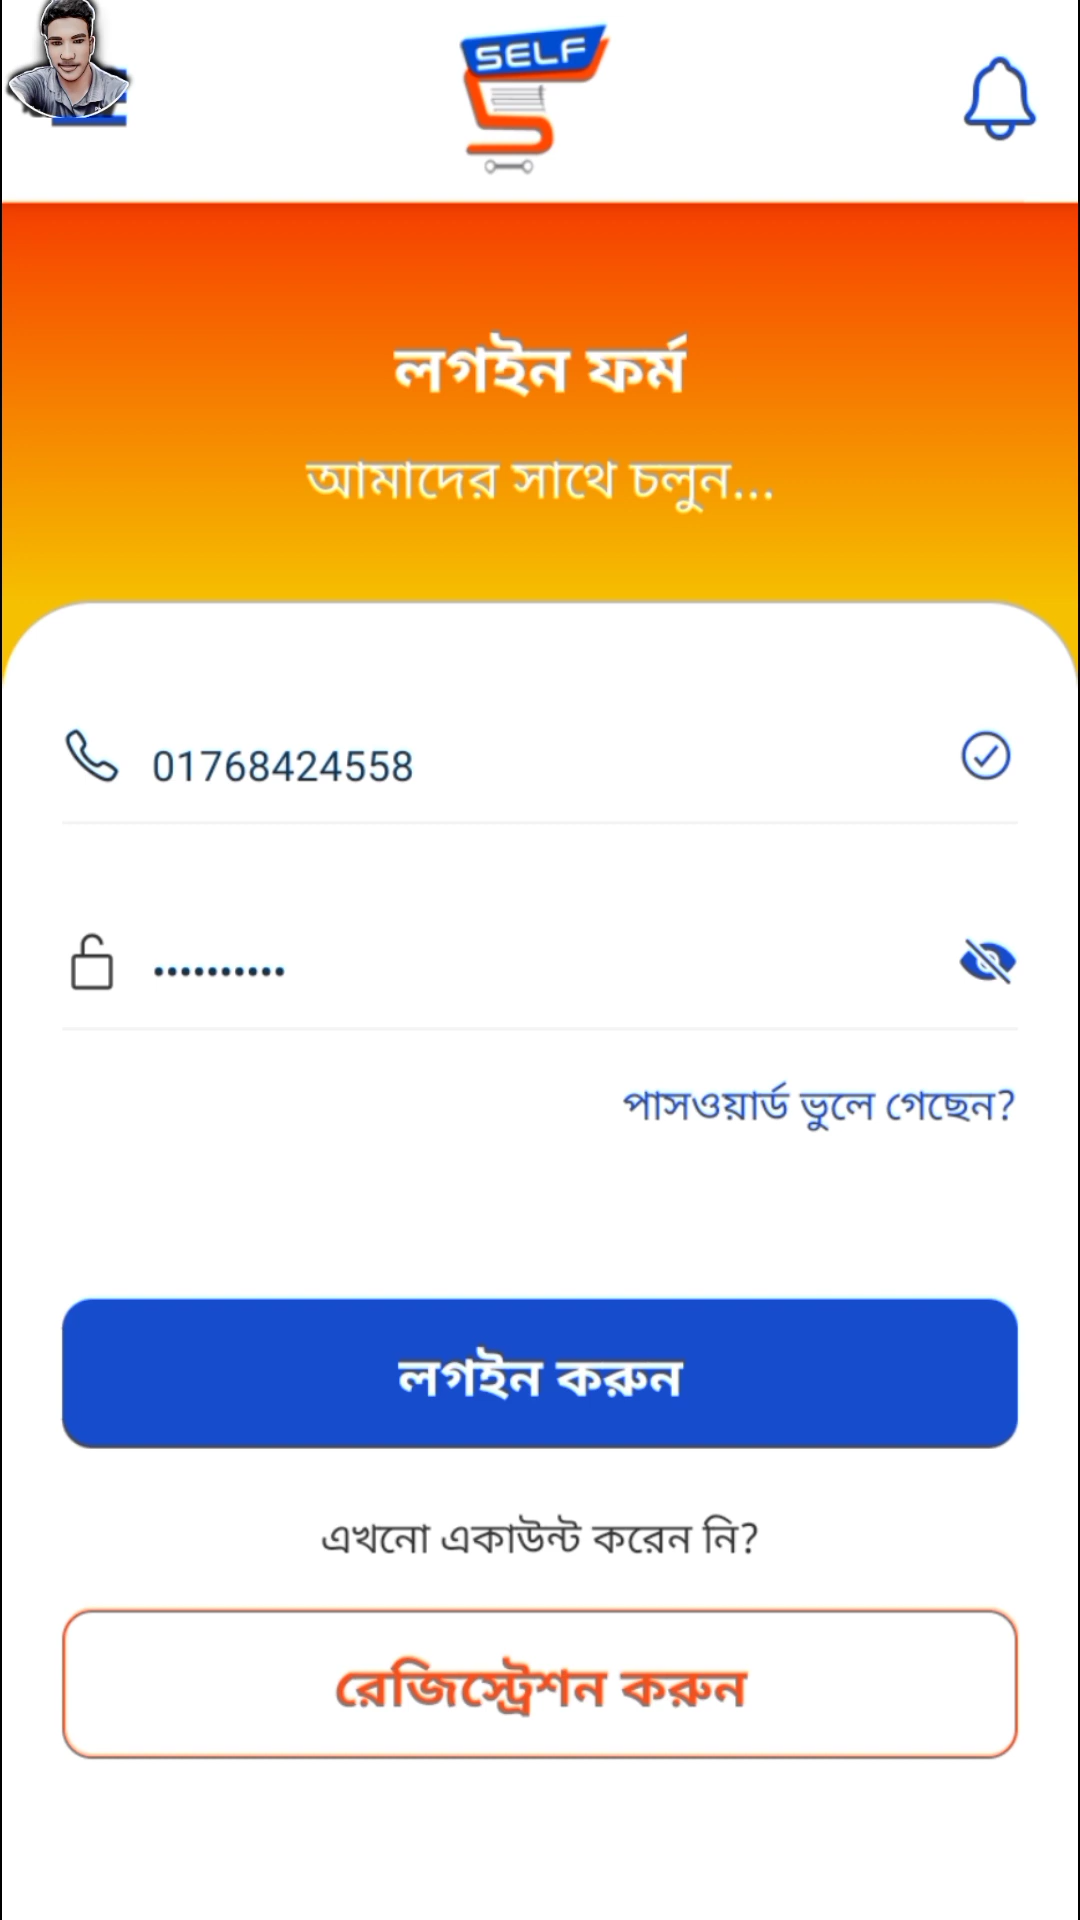 SELF
লগইন ফর্ম
আমাদের সাথে চলুন...
01768424558
••••••••••
পাসওয়ার্ড ভুলে গেছেন?
লগইন করুন
এখনো একাউন্ট করেন নি?
রেজিস্ট্রেশন করুন